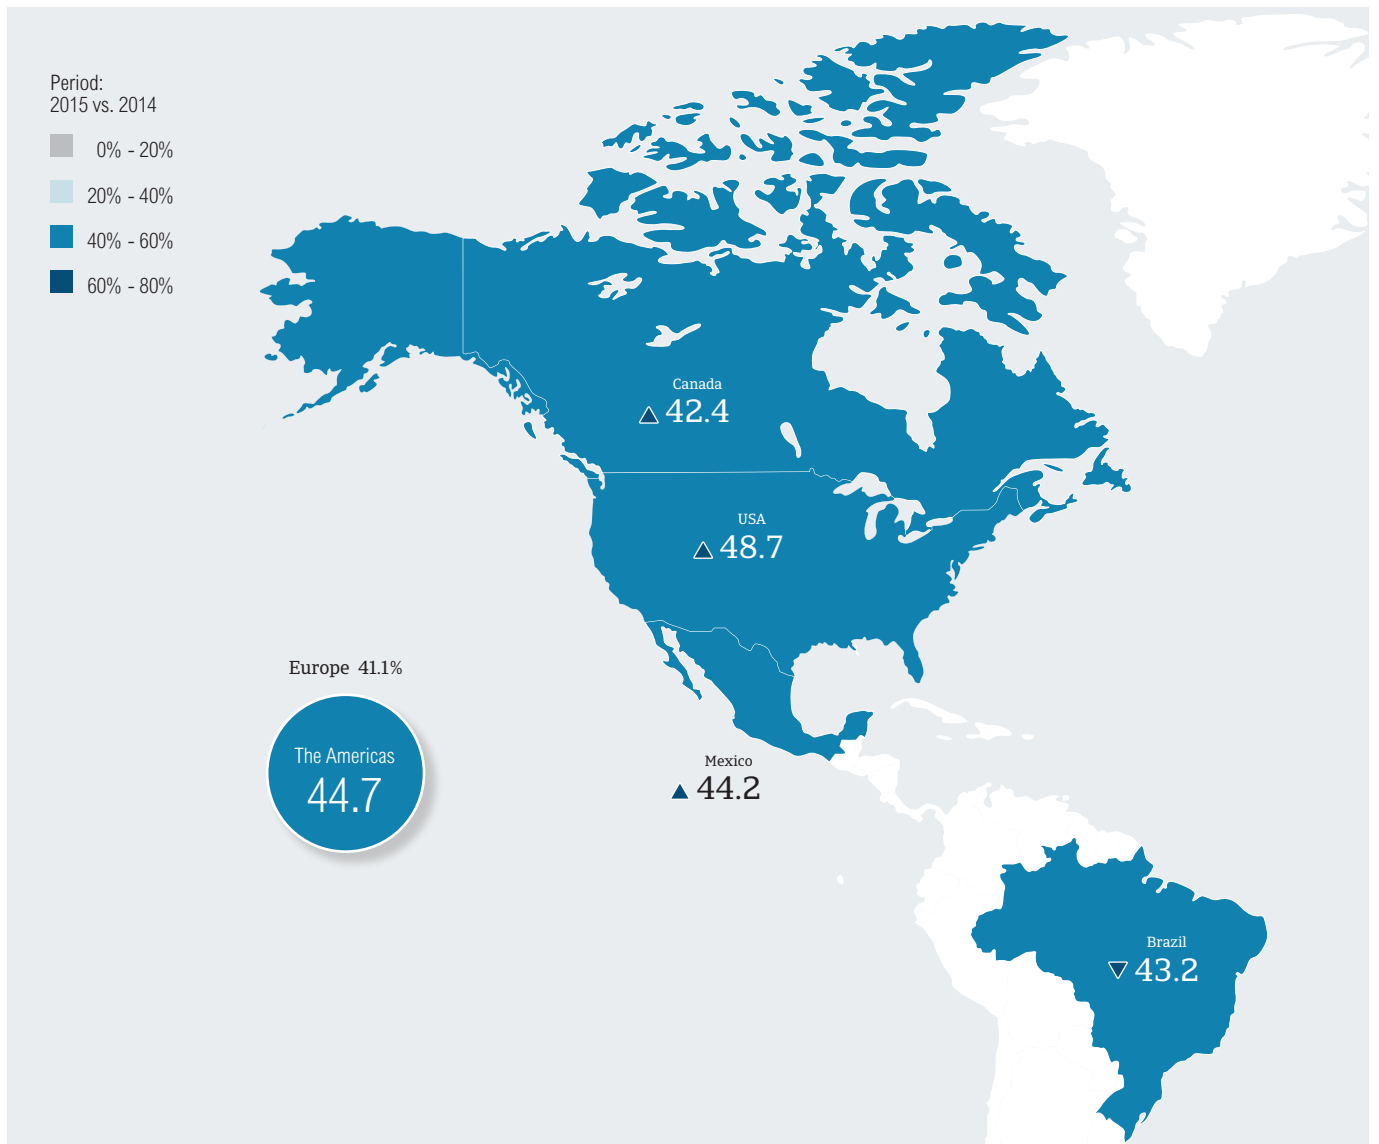 Period:
2015 vs. 2014
0% - 20%
20% - 40%
40% - 60%
60% - 80%
Canada
42.4
USA
48.7
Europe 41.1%
The Americas
44.7
Mexico
44.2
Brazil
43.2